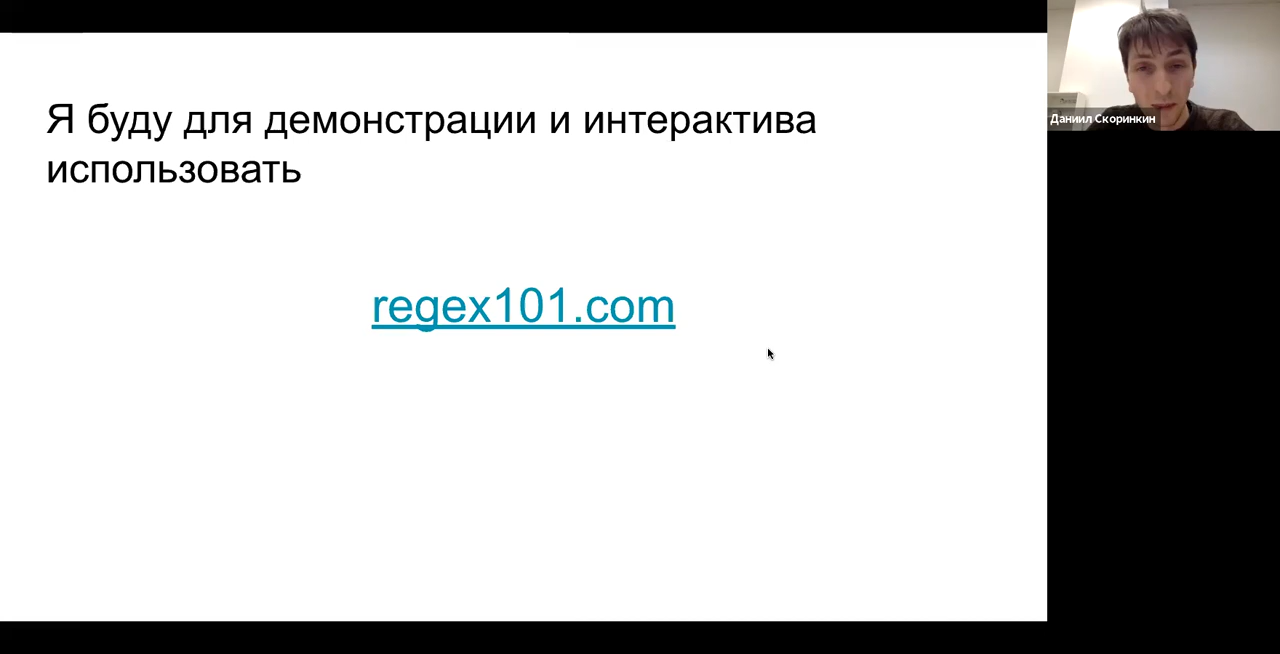 Я буду для демонстрации и интерактива
использовать
regex101.com
Даниил Скоринкин